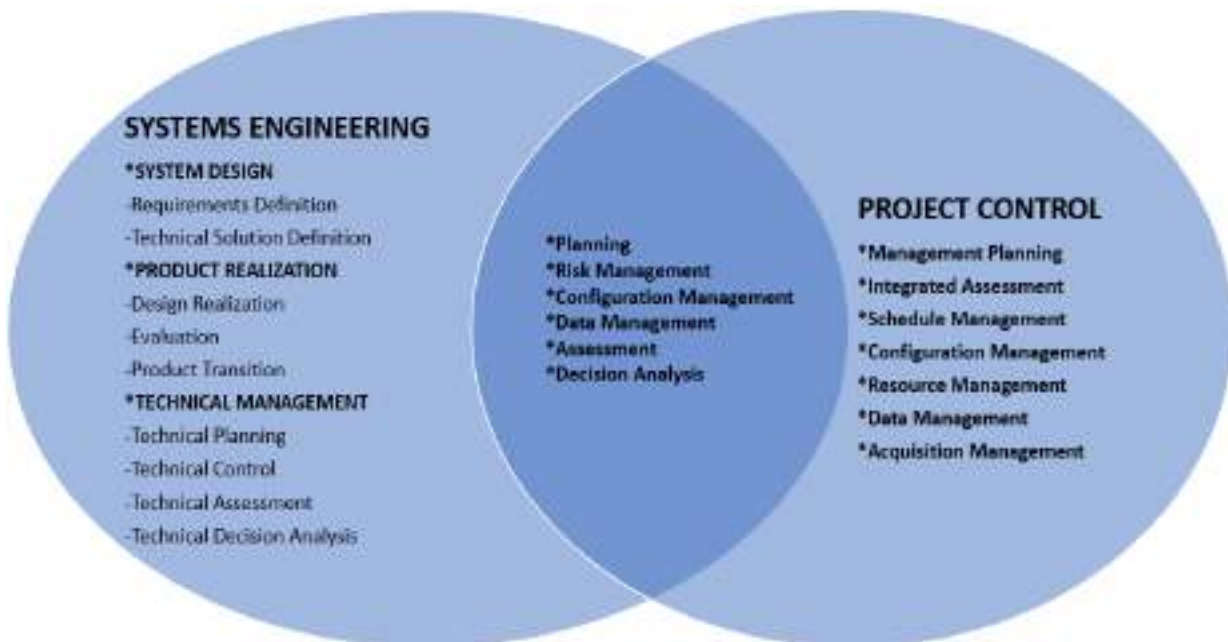 SYSTEMS ENGINEERING
*SYSTEM DESIGN
-Requirements Definition
-Technical Solution Definition
*PRODUCT REALIZATION
-Design Realization
-Evaluation
-Product Transition
*TECHNICAL MANAGEMENT
-Technical Planning
-Technical Control
-Technical Assessment
-Technical Decision Analysis
*Planning
*Risk Management
*Configuration Management
*Data Management
*Assessment
*Decision Analysis
PROJECT CONTROL
*Management Planning
*Integrated Assessment
*Schedule Management
*Configuration Management
*Resource Management
*Data Management
*Acquisition Management